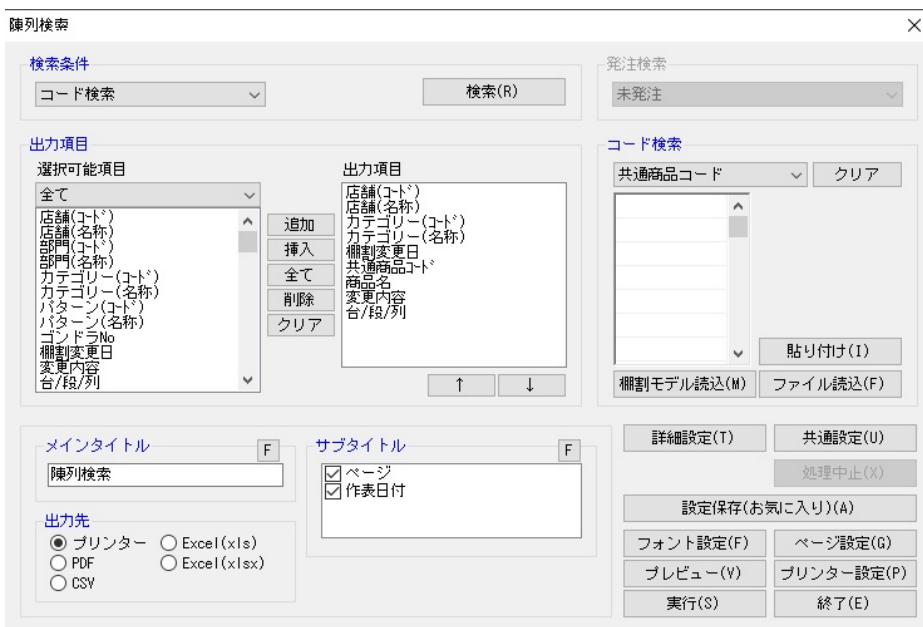 陳列検索
検索条件
コード検索
検索(R)
発注検索
未発注
出力項目
選択可能項目
全て
店舗(ｺｰﾄﾞ)
店舗(名称)
部門(ｺｰﾄﾞ)
部門(名称)
カテゴリー(ｺｰﾄﾞ)
カテゴリー(名称)
パターン(ｺｰﾄﾞ)
パターン(名称)
ゴンドラNo
棚割変更日
変更内容
台/段/列
追加
挿入
全て
削除
クリア
出力項目
店舗(ｺｰﾄﾞ)
店舗(名称)
カテゴリー(ｺｰﾄﾞ)
カテゴリー(名称)
棚割変更日
共通商品ｺｰﾄﾞ
商品名
変更内容
台/段/列
↑
↓
コード検索
共通商品コード
クリア
貼り付け(I)
棚割モデル読込(M)
ファイル読込(F)
メインタイトル
F
陳列検索
サブタイトル
F
ページ
作表日付
出力先
プリンター
Excel(xls)
PDF
Excel(xlsx)
CSV
詳細設定(T)
共通設定(U)
処理中止(X)
設定保存(お気に入り)(A)
フォント設定(F)
ページ設定(G)
プレビュー(V)
プリンター設定(P)
実行(S)
終了(E)